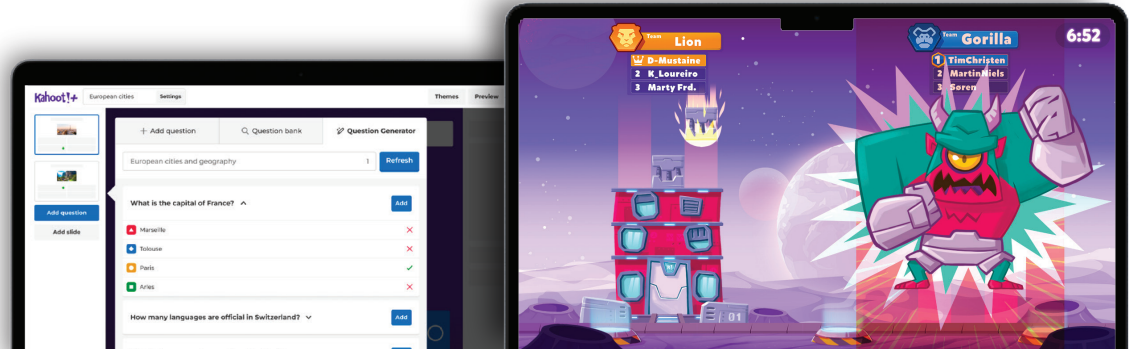 Kahoot!+ European cities Settings Themes Preview
+ Add question Question bank Question Generator
European cities and geography 1 Refresh
What is the capital of France? Add
Marseille
Tolouse
Paris
Arles
How many languages are official in Switzerland? Add
Add question
Add slide
Team Lion
D-Mustaine
2 K_Loureiro
3 Marty Frd.
Team Gorilla
1 TimChristen
2 MartinNiels
3 Soren
6:52
01